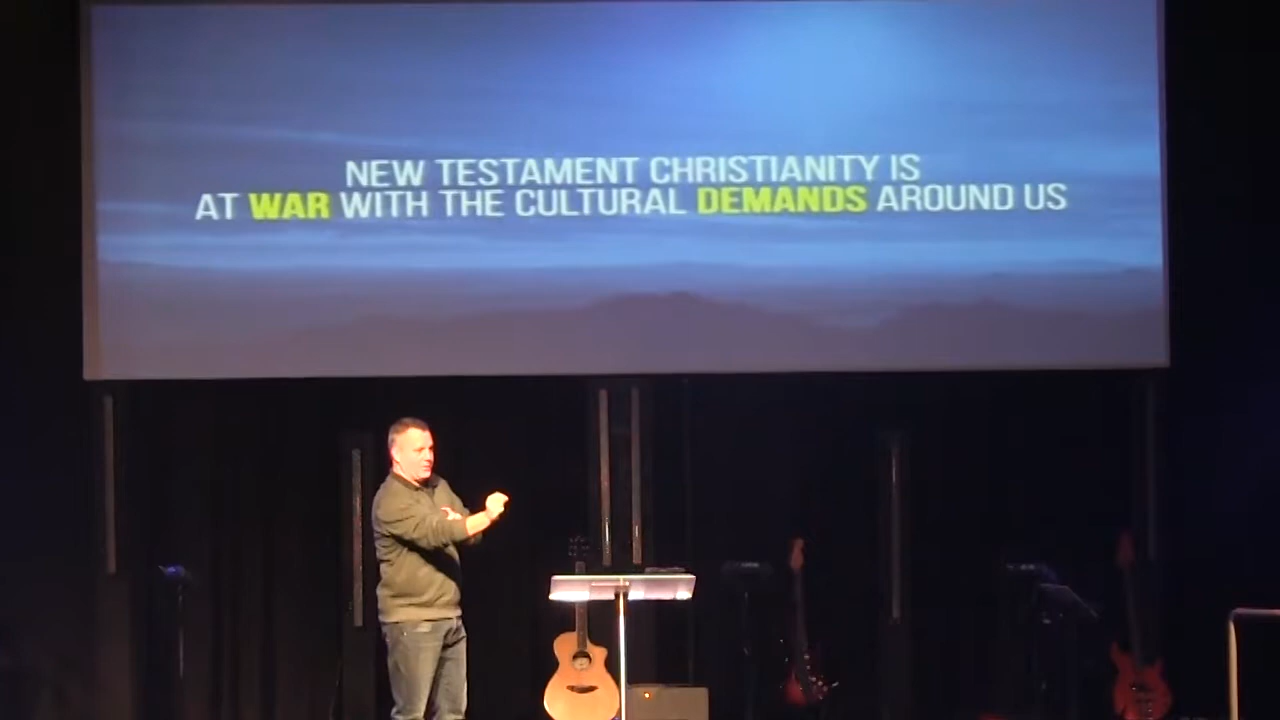 NEW TESTAMENT CHRISTIANITY IS
AT WAR WITH THE CULTURAL DEMANDS AROUND US